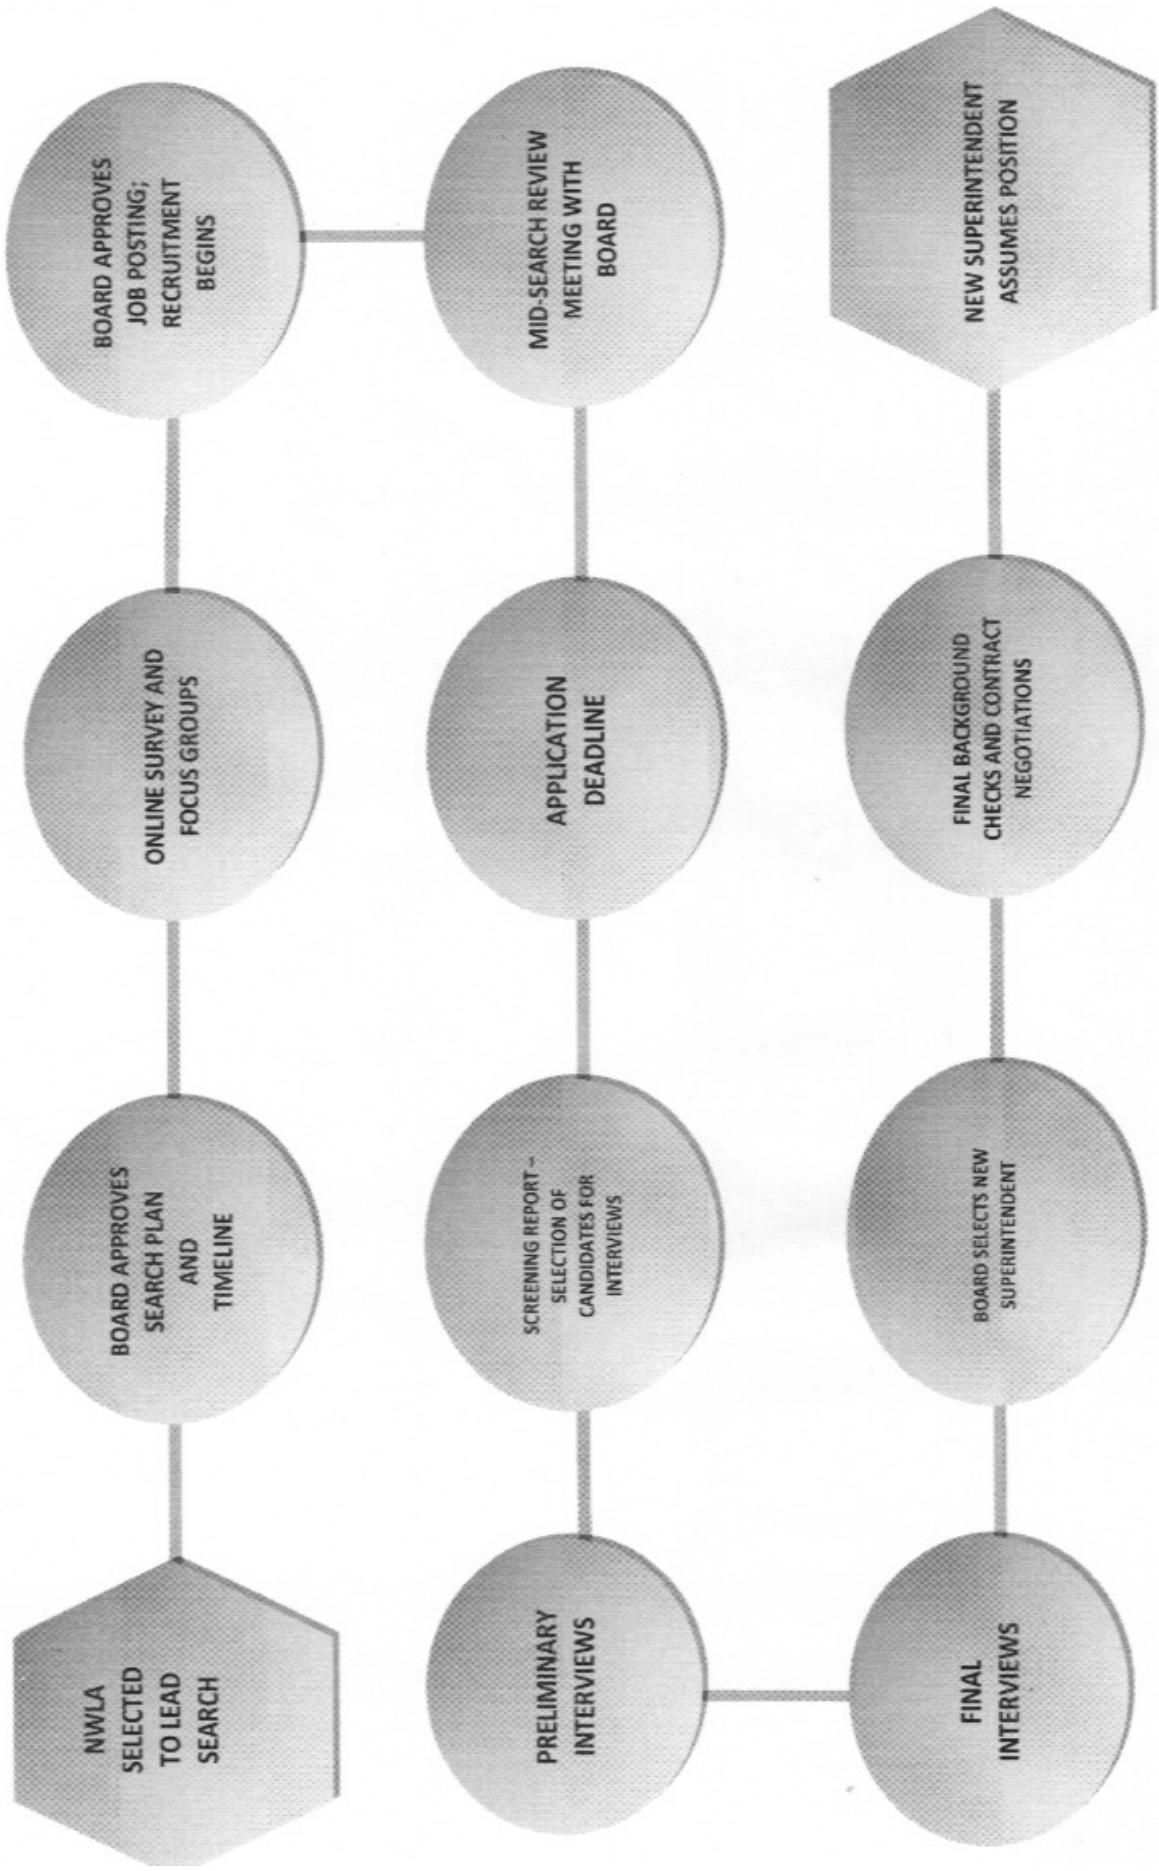 NWLA
SELECTED
TO LEAD
SEARCH
BOARD APPROVES
SEARCH PLAN
AND
TIMELINE
ONLINE SURVEY AND
FOCUS GROUPS
BOARD APPROVES
JOB POSTING;
RECRUITMENT
BEGINS
MID-SEARCH REVIEW
MEETING WITH
BOARD
APPLICATION
DEADLINE
SCREENING REPORT –
SELECTION OF
CANDIDATES FOR
INTERVIEWS
PRELIMINARY
INTERVIEWS
FINAL
INTERVIEWS
BOARD SELECTS NEW
SUPERINTENDENT
FINAL BACKGROUND
CHECKS AND CONTRACT
NEGOTIATIONS
NEW SUPERINTENDENT
ASSUMES POSITION